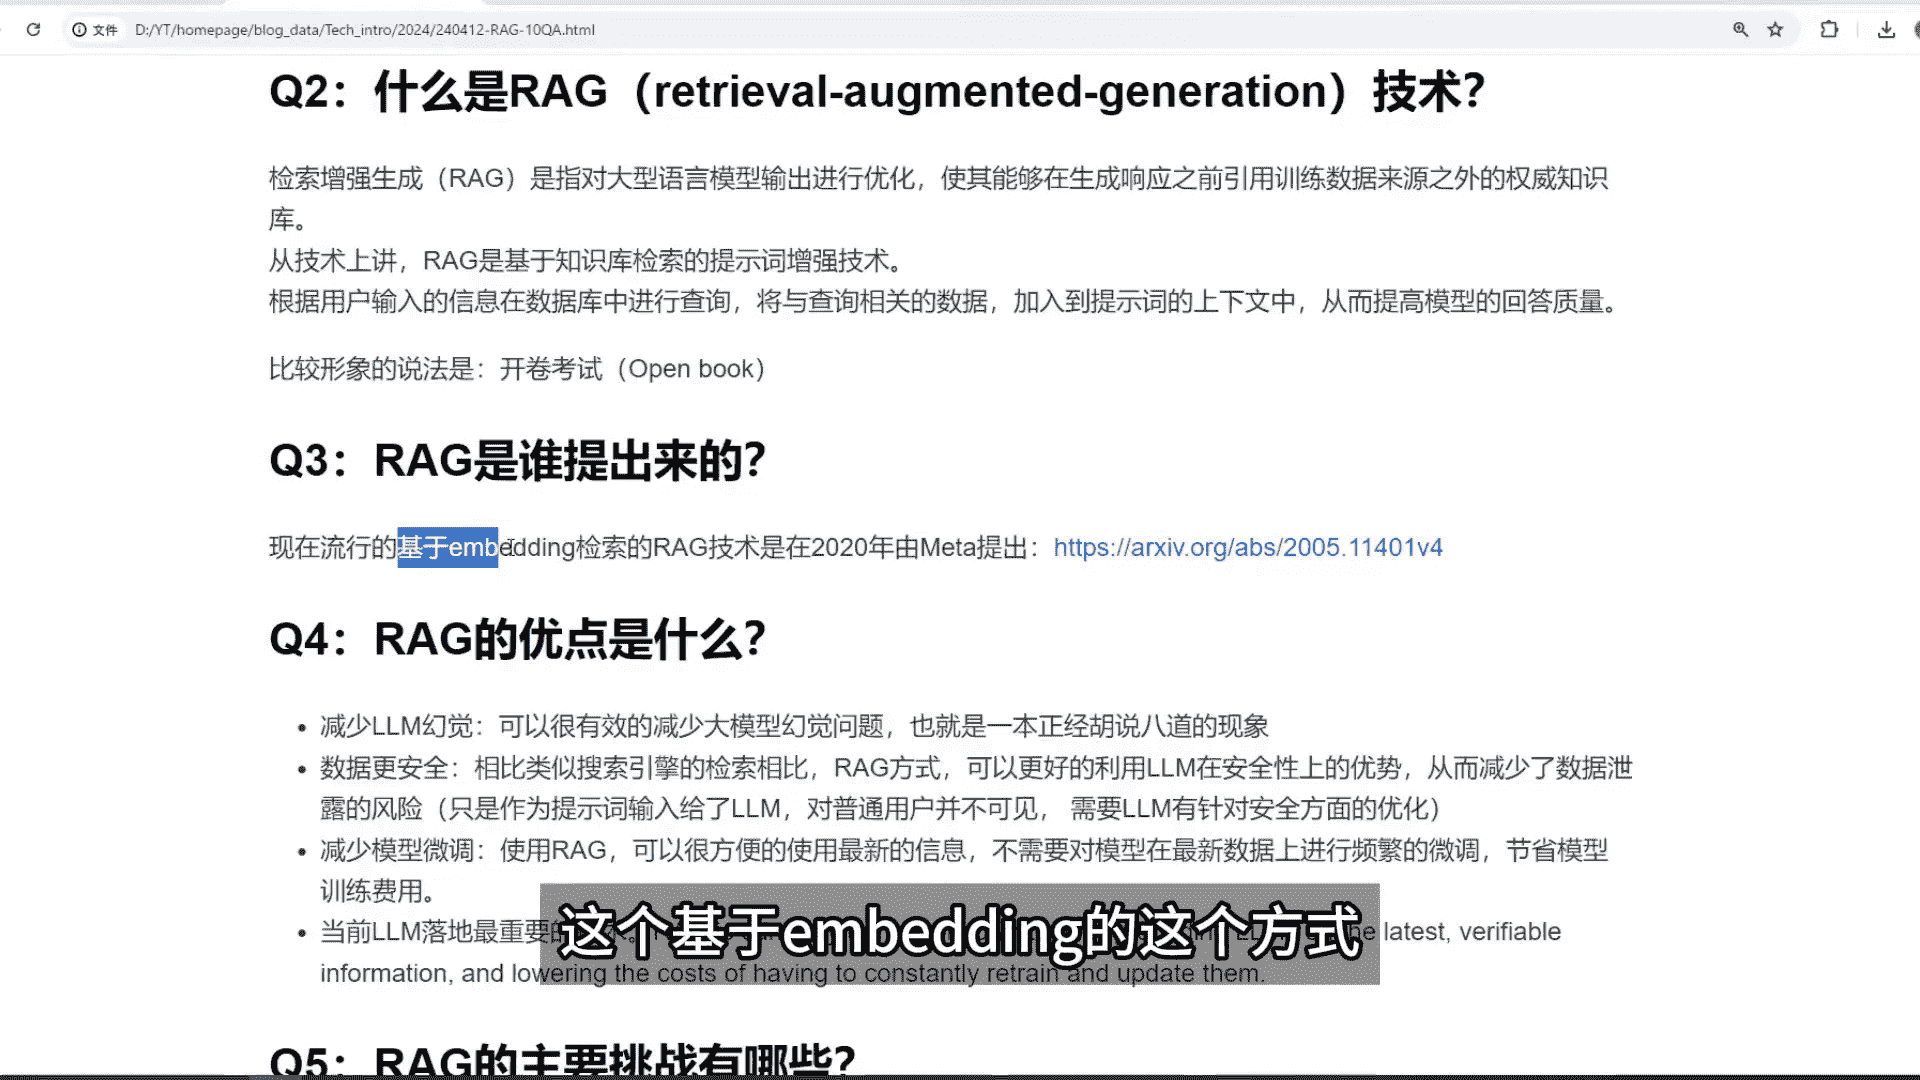 文件
D:/YT/homepage/blog_data/Tech_intro/2024/240412-RAG-10QA.html
Q2：什么是RAG（retrieval-augmented-generation）技术？
检索增强生成（RAG）是指对大型语言模型输出进行优化，使其能够在生成响应之前引用训练数据来源之外的权威知识
库。
从技术上讲，RAG是基于知识库检索的提示词增强技术。
根据用户输入的信息在数据库中进行查询，将与查询相关的数据，加入到提示词的上下文中，从而提高模型的回答质量。
比较形象的说法是：开卷考试（Open book）
Q3：RAG是谁提出来的？
现在流行的基于embedding检索的RAG技术是在2020年由Meta提出：https://arxiv.org/abs/2005.11401v4
Q4：RAG的优点是什么？
减少LLM幻觉：可以很有效的减少大模型幻觉问题，也就是一本正经胡说八道的现象
数据更安全：相比类似搜索引擎的检索相比，RAG方式，可以更好的利用LLM在安全性上的优势，从而减少了数据泄
露的风险（只是作为提示词输入给了LLM，对普通用户并不可见， 需要LLM有针对安全方面的优化）
减少模型微调：使用RAG，可以很方便的使用最新的信息，不需要对模型在最新数据上进行频繁的微调，节省模型
训练费用。
当前LLM落地最重要的 latest, verifiable
information, and lowering the costs of having to constantly retrain and update them.
这个基于embedding的这个方式
Q5：RAG的主要挑战有哪些？